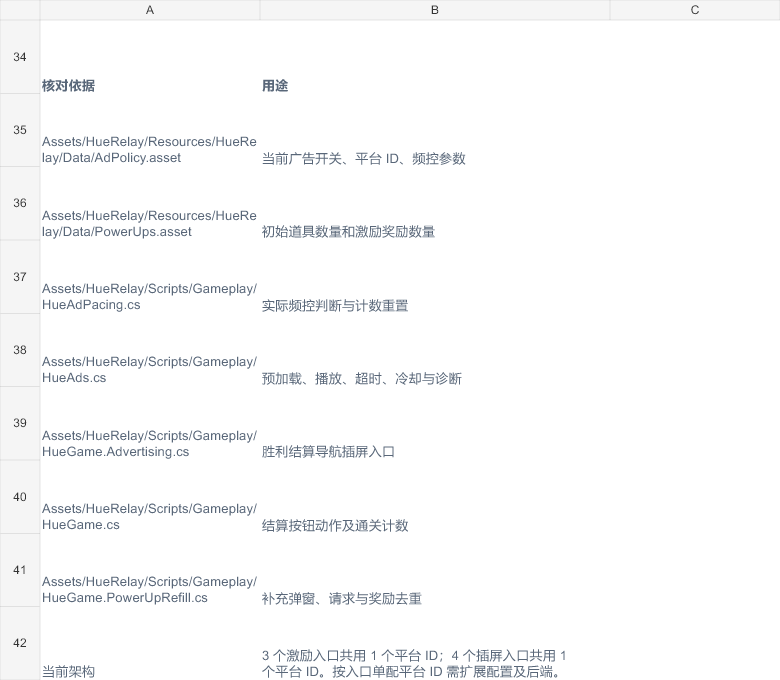 A B C
34
核对依据 用途
35
Assets/HueRelay/Resources/HueRe
lay/Data/AdPolicy.asset 当前广告开关、平台 ID、频控参数
36
Assets/HueRelay/Resources/HueRe
lay/Data/PowerUps.asset 初始道具数量和激励奖励数量
37
Assets/HueRelay/Scripts/Gameplay/
HueAdPacing.cs 实际频控判断与计数重置
38
Assets/HueRelay/Scripts/Gameplay/
HueAds.cs 预加载、播放、超时、冷却与诊断
39
Assets/HueRelay/Scripts/Gameplay/
HueGame.Advertising.cs 胜利结算导航插屏入口
40
Assets/HueRelay/Scripts/Gameplay/
HueGame.cs 结算按钮动作及通关计数
41
Assets/HueRelay/Scripts/Gameplay/
HueGame.PowerUpRefill.cs 补充弹窗、请求与奖励去重
42
3 个激励入口共用 1 个平台 ID；4 个插屏入口共用 1
当前架构 个平台 ID。按入口单配平台 ID 需扩展配置及后端。